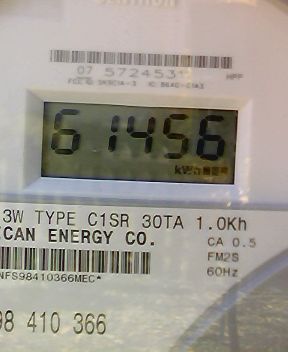 07 572453
HPP
61456
kWh
3W TYPE C1SR 30TA 1.0Kh
CAN ENERGY CO.
CA 0.5
FM2S
60Hz
NFS98410366MEC*
98 410 366